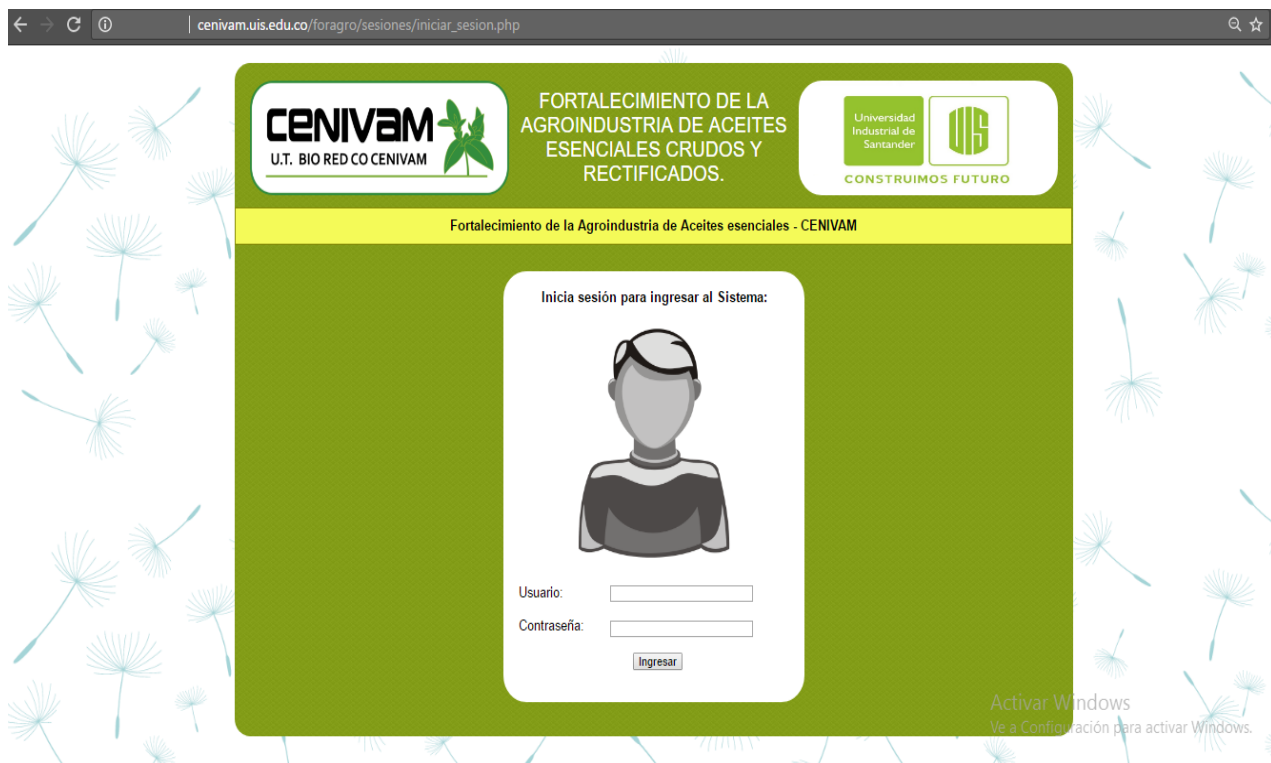 cenivam.uis.edu.co/foragro/sesiones/iniciar_sesion.php
CENIVAM
U.T. BIO RED CO CENIVAM
FORTALECIMIENTO DE LA
AGROINDUSTRIA DE ACEITES
ESENCIALES CRUDOS Y
RECTIFICADOS.
Universidad
Industrial de
Santander
UIS
CONSTRUIMOS FUTURO
Fortalecimiento de la Agroindustria de Aceites esenciales - CENIVAM
Inicia sesión para ingresar al Sistema:
Usuario:
Contraseña:
Ingresar
Activar Windows
Ve a Configuración para activar Windows.